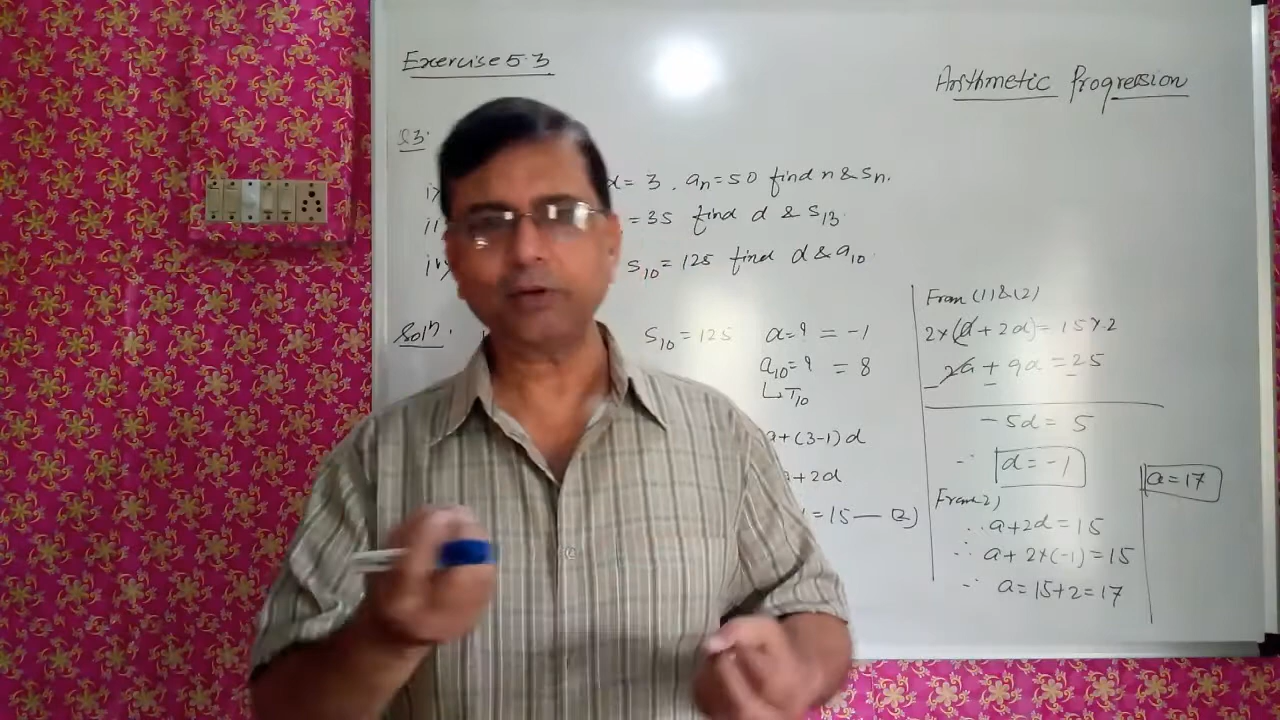 Exercise 5.3
Arithmetic Progression
Q3.
i) d = 3, an = 50 find n & Sn.
ii = 35 find d & S13.
iv) S10 = 125 find d & a10.
Soln. S10 = 125 d = ? = -1
a10 = ? = 8
↳ T10
a + (3-1) d
a + 2d
= 15 — (2)
From (1) & (2)
2 × (a + 2d) = 15 × 2
2a + 9d = 25
- - -
- 5d = 5
∴ d = -1
From 2)
∴ a + 2d = 15
∴ a + 2 × (-1) = 15
∴ a = 15 + 2 = 17
a = 17